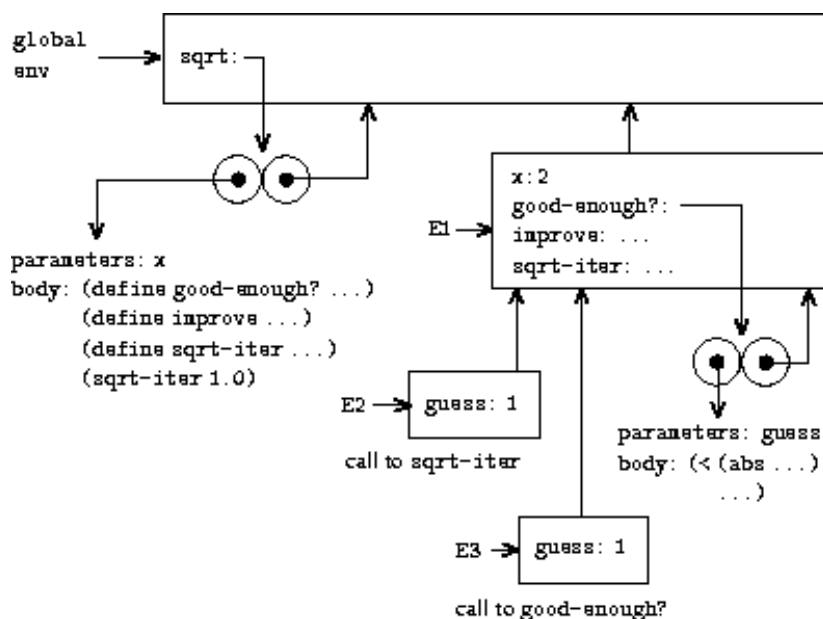 global
env
sqrt:
x:2
good-enough?:
improve: ...
sqrt-iter: ...
E1
parameters: x
body: (define good-enough? ...)
(define improve ...)
(define sqrt-iter ...)
(sqrt-iter 1.0)
E2
guess: 1
call to sqrt-iter
parameters: guess
body: (< (abs ...)
...)
E3
guess: 1
call to good-enough?